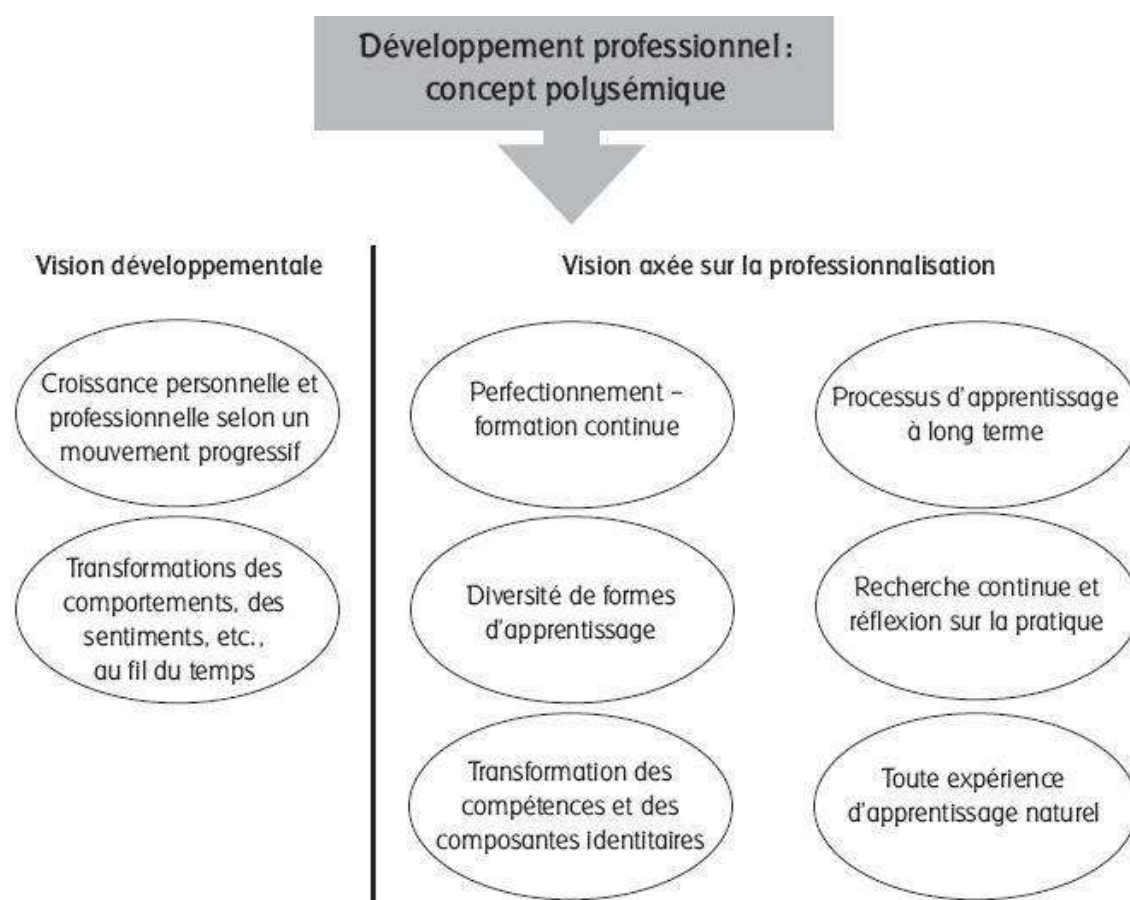 Développement professionnel :
concept polysémique
Vision développementale
Croissance personnelle et
professionnelle selon un
mouvement progressif
Transformations des
comportements, des
sentiments, etc.,
au fil du temps
Vision axée sur la professionnalisation
Perfectionnement –
formation continue
Processus d'apprentissage
à long terme
Diversité de formes
d'apprentissage
Recherche continue et
réflexion sur la pratique
Transformation des
compétences et des
composantes identitaires
Toute expérience
d'apprentissage naturel